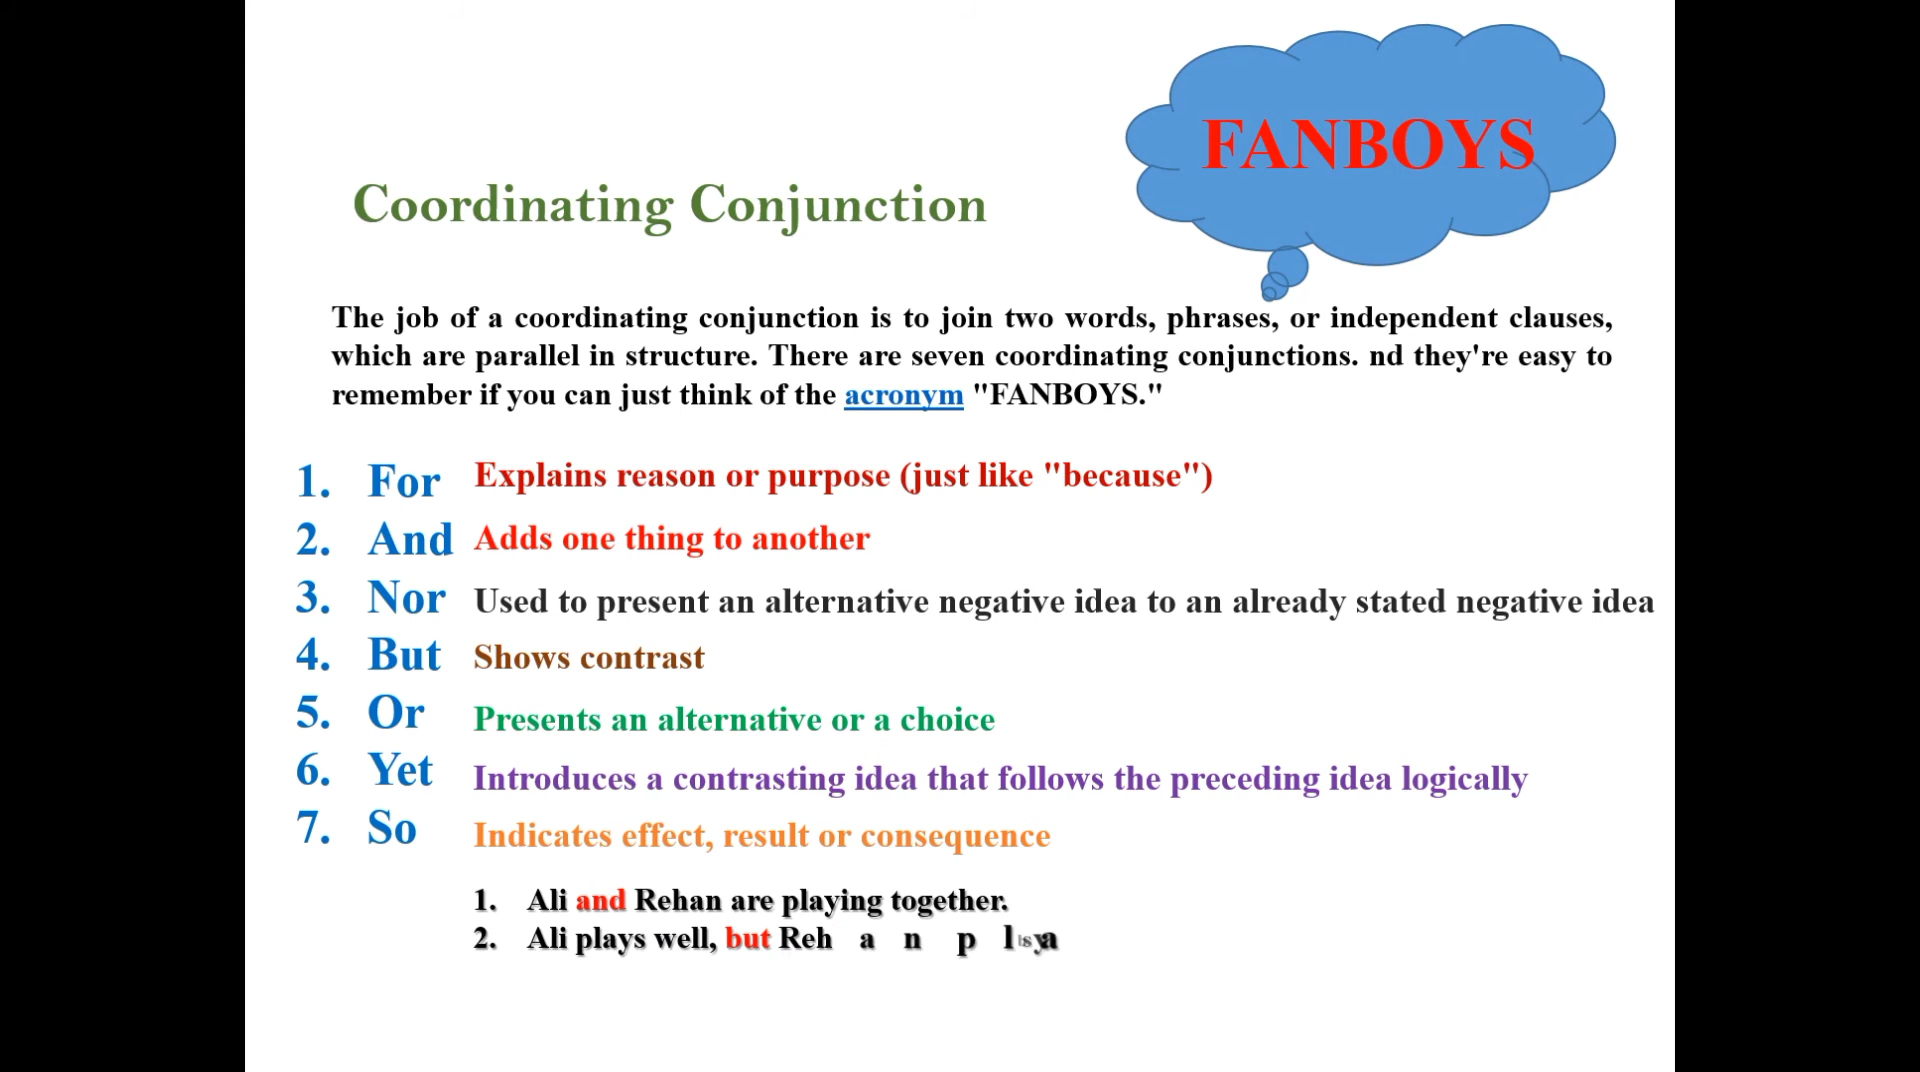 FANBOYS
Coordinating Conjunction
The job of a coordinating conjunction is to join two words, phrases, or independent clauses,
which are parallel in structure. There are seven coordinating conjunctions. nd they're easy to
remember if you can just think of the acronym "FANBOYS."
1. For Explains reason or purpose (just like "because")
2. And Adds one thing to another
3. Nor Used to present an alternative negative idea to an already stated negative idea
4. But Shows contrast
5. Or Presents an alternative or a choice
6. Yet Introduces a contrasting idea that follows the preceding idea logically
7. So Indicates effect, result or consequence
1. Ali and Rehan are playing together.
2. Ali plays well, but Rehan